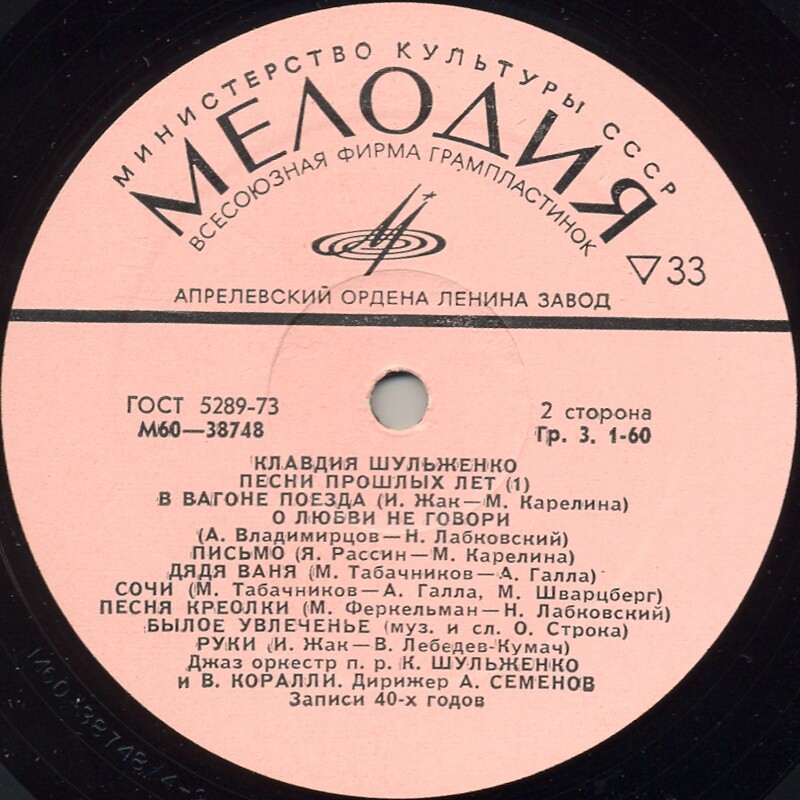 МИНИСТЕРСТВО КУЛЬТУРЫ СССР
МЕЛОДИЯ
ВСЕСОЮЗНАЯ ФИРМА ГРАМПЛАСТИНОК
33
АПРЕЛЕВСКИЙ ОРДЕНА ЛЕНИНА ЗАВОД
ГОСТ 5289-73
М60—38748
2 сторона
Гр. 3. 1-60
КЛАВДИЯ ШУЛЬЖЕНКО
ПЕСНИ ПРОШЛЫХ ЛЕТ (1)
В ВАГОНЕ ПОЕЗДА (И. Жак—М. Карелина)
О ЛЮБВИ НЕ ГОВОРИ
(А. Владимирцов—Н. Лабковский)
ПИСЬМО (Я. Рассин—М. Карелина)
ДЯДЯ ВАНЯ (М. Табачников—А. Галла)
СОЧИ (М. Табачников—А. Галла, М. Шварцберг)
ПЕСНЯ КРЕОЛКИ (М. Феркельман—Н. Лабковский)
БЫЛОЕ УВЛЕЧЕНЬЕ (муз. и сл. О. Строка)
РУКИ (И. Жак—В. Лебедев-Кумач)
Джаз оркестр п. р. К. ШУЛЬЖЕНКО
и В. КОРАЛЛИ. Дирижер А. СЕМЕНОВ
Записи 40-х годов